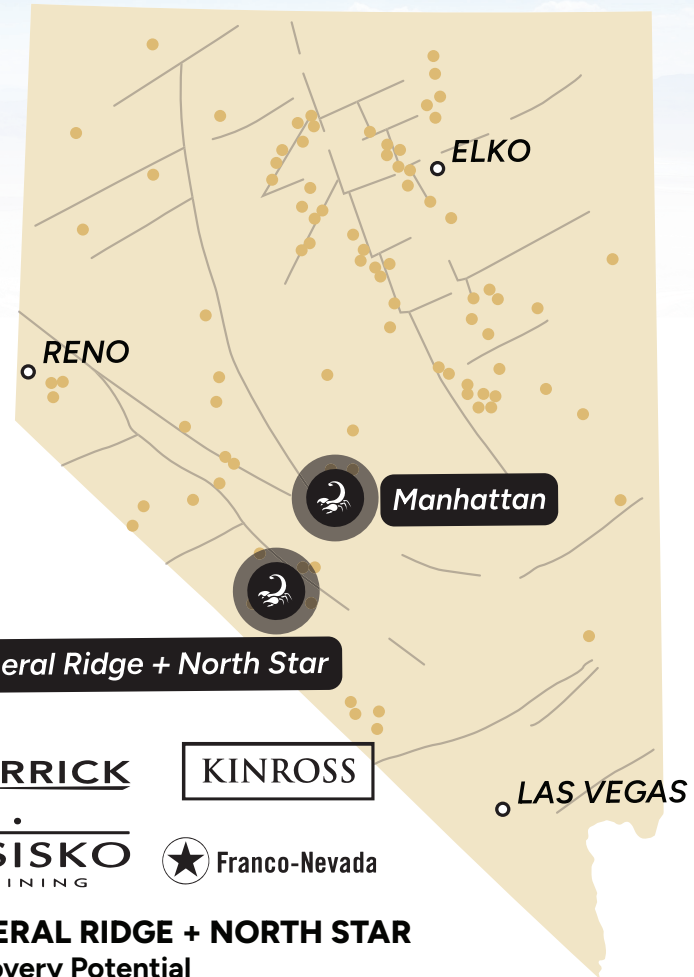 ELKO
RENO
Manhattan
eral Ridge + North Star
RRICK
KINROSS
LAS VEGAS
SISKO
INING
Franco-Nevada
ERAL RIDGE + NORTH STAR
overy Potential